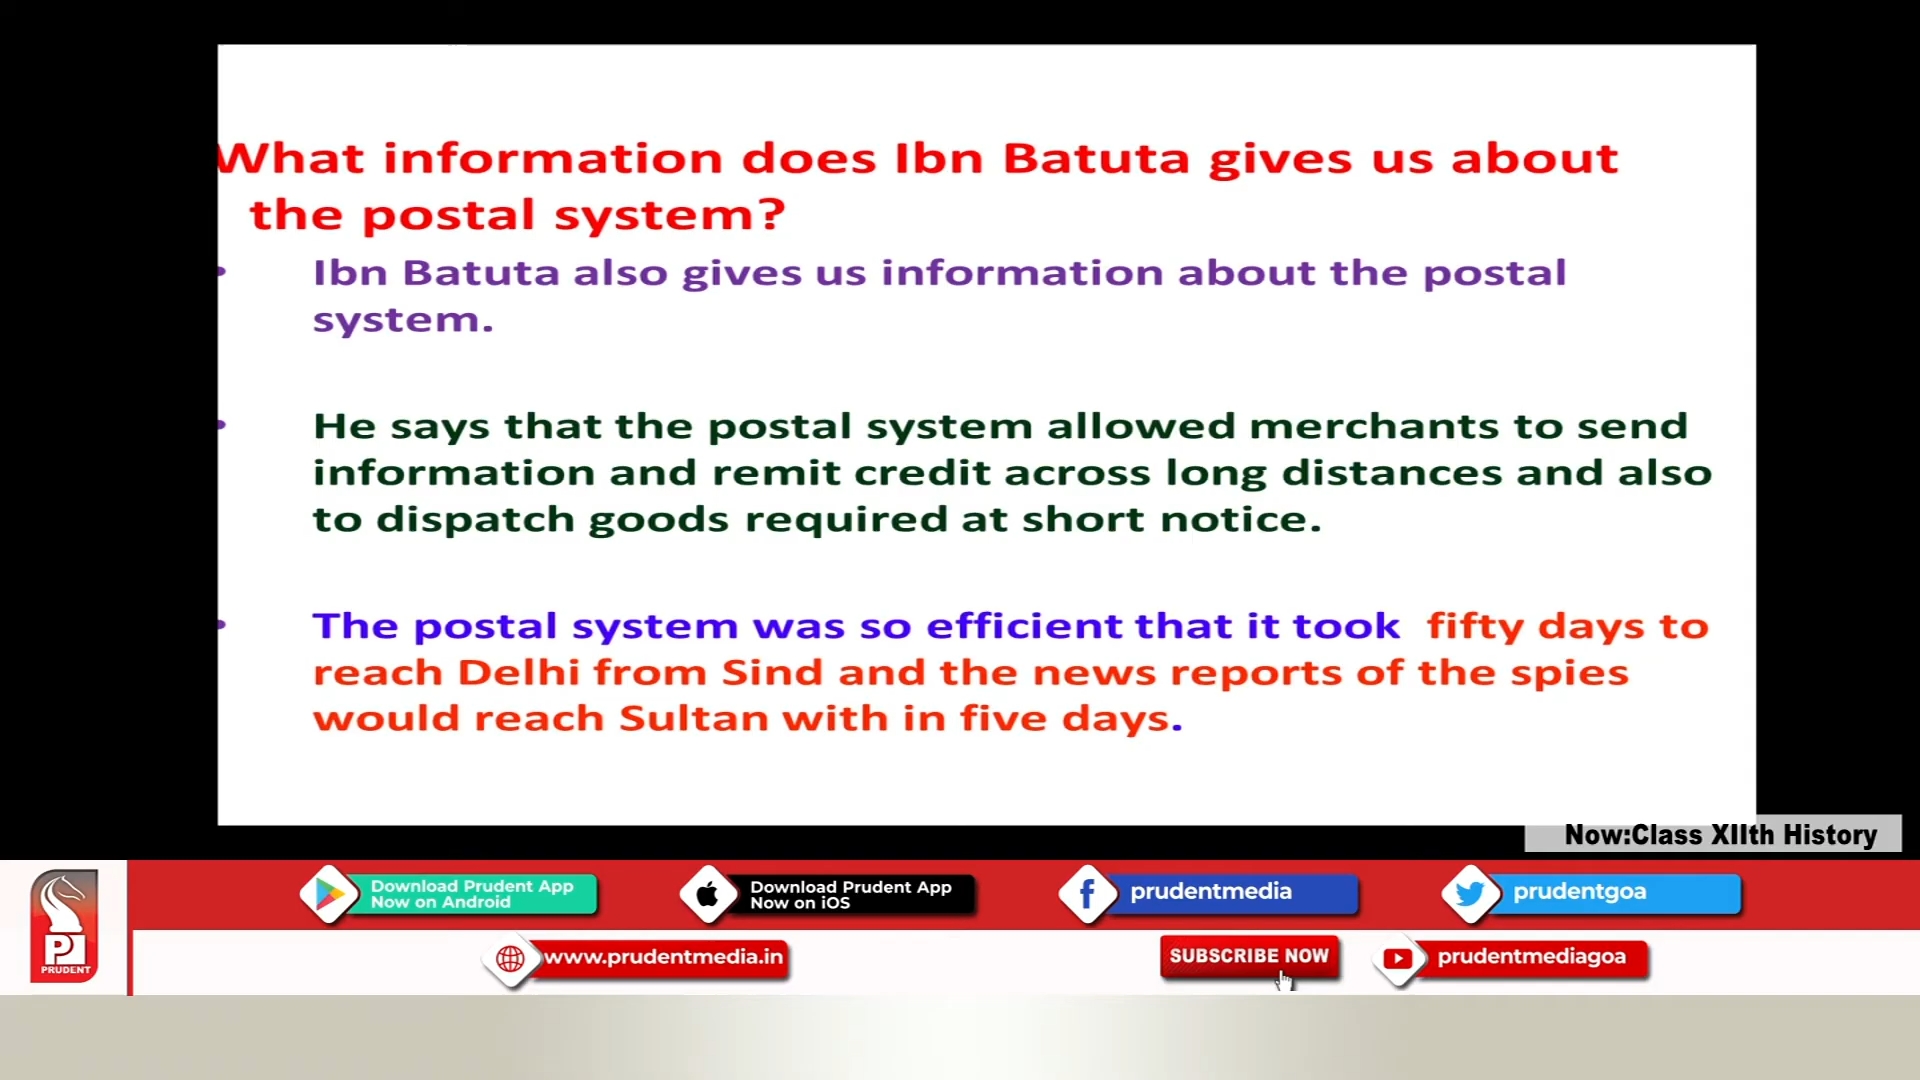 What information does Ibn Batuta gives us about
the postal system?
• Ibn Batuta also gives us information about the postal
system.
• He says that the postal system allowed merchants to send
information and remit credit across long distances and also
to dispatch goods required at short notice.
• The postal system was so efficient that it took fifty days to
reach Delhi from Sind and the news reports of the spies
would reach Sultan with in five days.
Now:Class XIIth History
Download Prudent App
Now on Android
Download Prudent App
Now on iOS
prudentmedia
prudentgoa
PRUDENT
www.prudentmedia.in
SUBSCRIBE NOW
prudentmediagoa